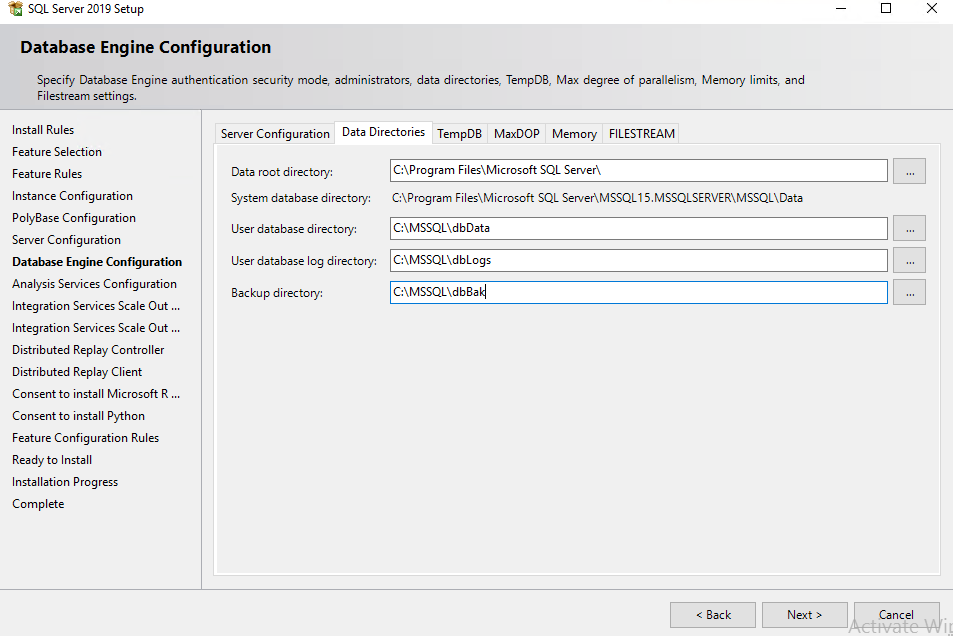 SQL Server 2019 Setup
Database Engine Configuration
Specify Database Engine authentication security mode, administrators, data directories, TempDB, Max degree of parallelism, Memory limits, and
Filestream settings.
Install Rules
Feature Selection
Feature Rules
Instance Configuration
PolyBase Configuration
Server Configuration
Database Engine Configuration
Analysis Services Configuration
Integration Services Scale Out ...
Integration Services Scale Out ...
Distributed Replay Controller
Distributed Replay Client
Consent to install Microsoft R ...
Consent to install Python
Feature Configuration Rules
Ready to Install
Installation Progress
Complete
Server Configuration Data Directories TempDB MaxDOP Memory FILESTREAM
Data root directory: C:\Program Files\Microsoft SQL Server\ ...
System database directory: C:\Program Files\Microsoft SQL Server\MSSQL15.MSSQLSERVER\MSSQL\Data
User database directory: C:\MSSQL\dbData ...
User database log directory: C:\MSSQL\dbLogs ...
Backup directory: C:\MSSQL\dbBak ...
< Back Next > Cancel
Activate Wi